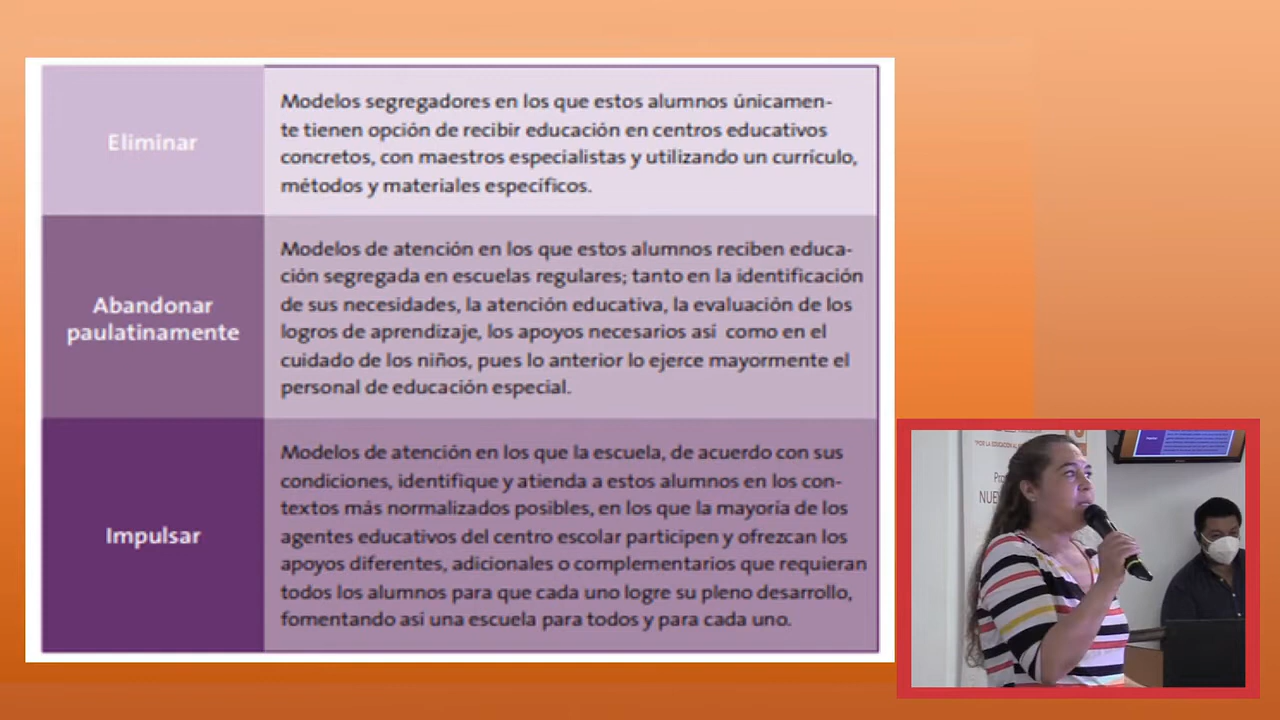 Eliminar
Modelos segregadores en los que estos alumnos únicamen-
te tienen opción de recibir educación en centros educativos
concretos, con maestros especialistas y utilizando un currículo,
métodos y materiales específicos.
Abandonar
paulatinamente
Modelos de atención en los que estos alumnos reciben educa-
ción segregada en escuelas regulares; tanto en la identificación
de sus necesidades, la atención educativa, la evaluación de los
logros de aprendizaje, los apoyos necesarios así como en el
cuidado de los niños, pues lo anterior lo ejerce mayormente el
personal de educación especial.
Impulsar
Modelos de atención en los que la escuela, de acuerdo con sus
condiciones, identifique y atienda a estos alumnos en los con-
textos más normalizados posibles, en los que la mayoría de los
agentes educativos del centro escolar participen y ofrezcan los
apoyos diferentes, adicionales o complementarios que requieran
todos los alumnos para que cada uno logre su pleno desarrollo,
fomentando así una escuela para todos y para cada uno.